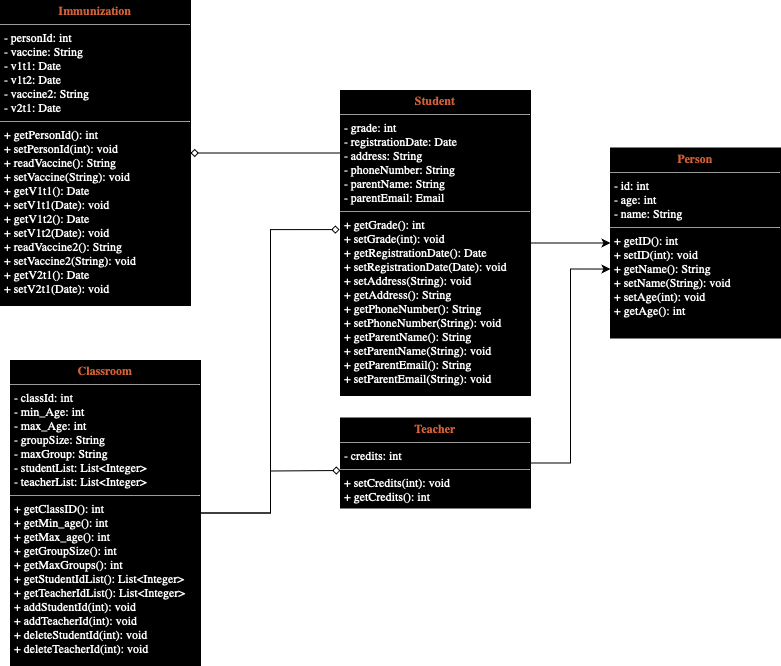 Immunization
- personId: int
- vaccine: String
- v1t1: Date
- v1t2: Date
- vaccine2: String
- v2t1: Date
+ getPersonId(): int
+ setPersonId(int): void
+ readVaccine(): String
+ setVaccine(String): void
+ getV1t1(): Date
+ setV1t1(Date): void
+ getV1t2(): Date
+ setV1t2(Date): void
+ readVaccine2(): String
+ setVaccine2(String): void
+ getV2t1(): Date
+ setV2t1(Date): void
Student
- grade: int
- registrationDate: Date
- address: String
- phoneNumber: String
- parentName: String
- parentEmail: Email
+ getGrade(): int
+ setGrade(int): void
+ getRegistrationDate(): Date
+ setRegistrationDate(Date): void
+ setAddress(String): void
+ getAddress(): String
+ getPhoneNumber(): String
+ setPhoneNumber(String): void
+ getParentName(): String
+ setParentName(String): void
+ getParentEmail(): String
+ setParentEmail(String): void
Person
- id: int
- age: int
- name: String
+ getID(): int
+ setID(int): void
+ getName(): String
+ setName(String): void
+ setAge(int): void
+ getAge(): int
Classroom
- classId: int
- min_Age: int
- max_Age: int
- groupSize: String
- maxGroup: String
- studentList: List<Integer>
- teacherList: List<Integer>
+ getClassID(): int
+ getMin_age(): int
+ getMax_age(): int
+ getGroupSize(): int
+ getMaxGroups(): int
+ getStudentIdList(): List<Integer>
+ getTeacherIdList(): List<Integer>
+ addStudentId(int): void
+ addTeacherId(int): void
+ deleteStudentId(int): void
+ deleteTeacherId(int): void
Teacher
- credits: int
+ setCredits(int): void
+ getCredits(): int